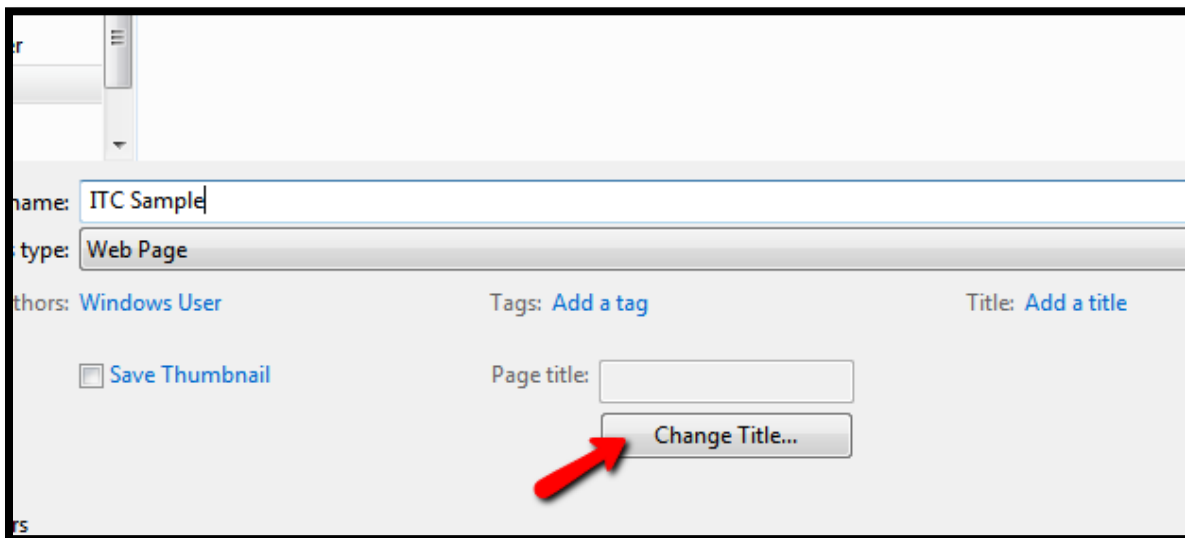 er
name: ITC Sample
type: Web Page
thors: Windows User Tags: Add a tag Title: Add a title
Save Thumbnail Page title:
Change Title...
rs